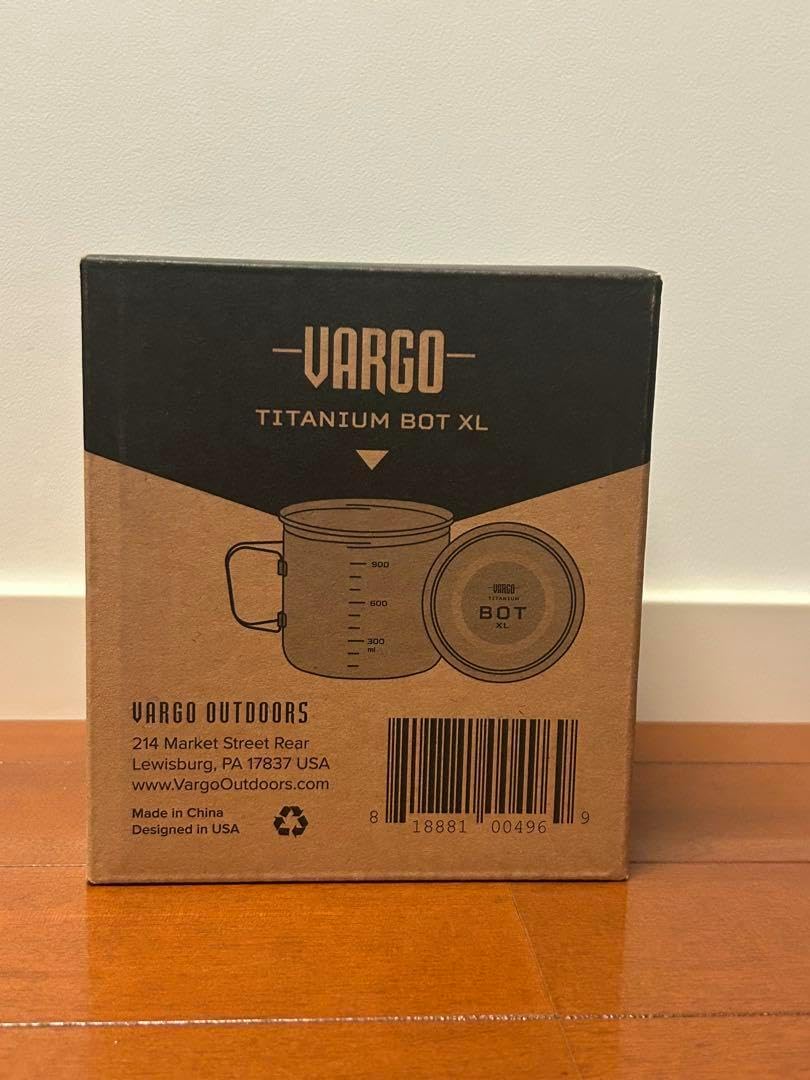 VARGO
TITANIUM BOT XL
900
600
300
ml
VARGO
TITANIUM
BOT
XL
VARGO OUTDOORS
214 Market Street Rear
Lewisburg, PA 17837 USA
www.VargoOutdoors.com
Made in China
Designed in USA
8 18881 00496 9